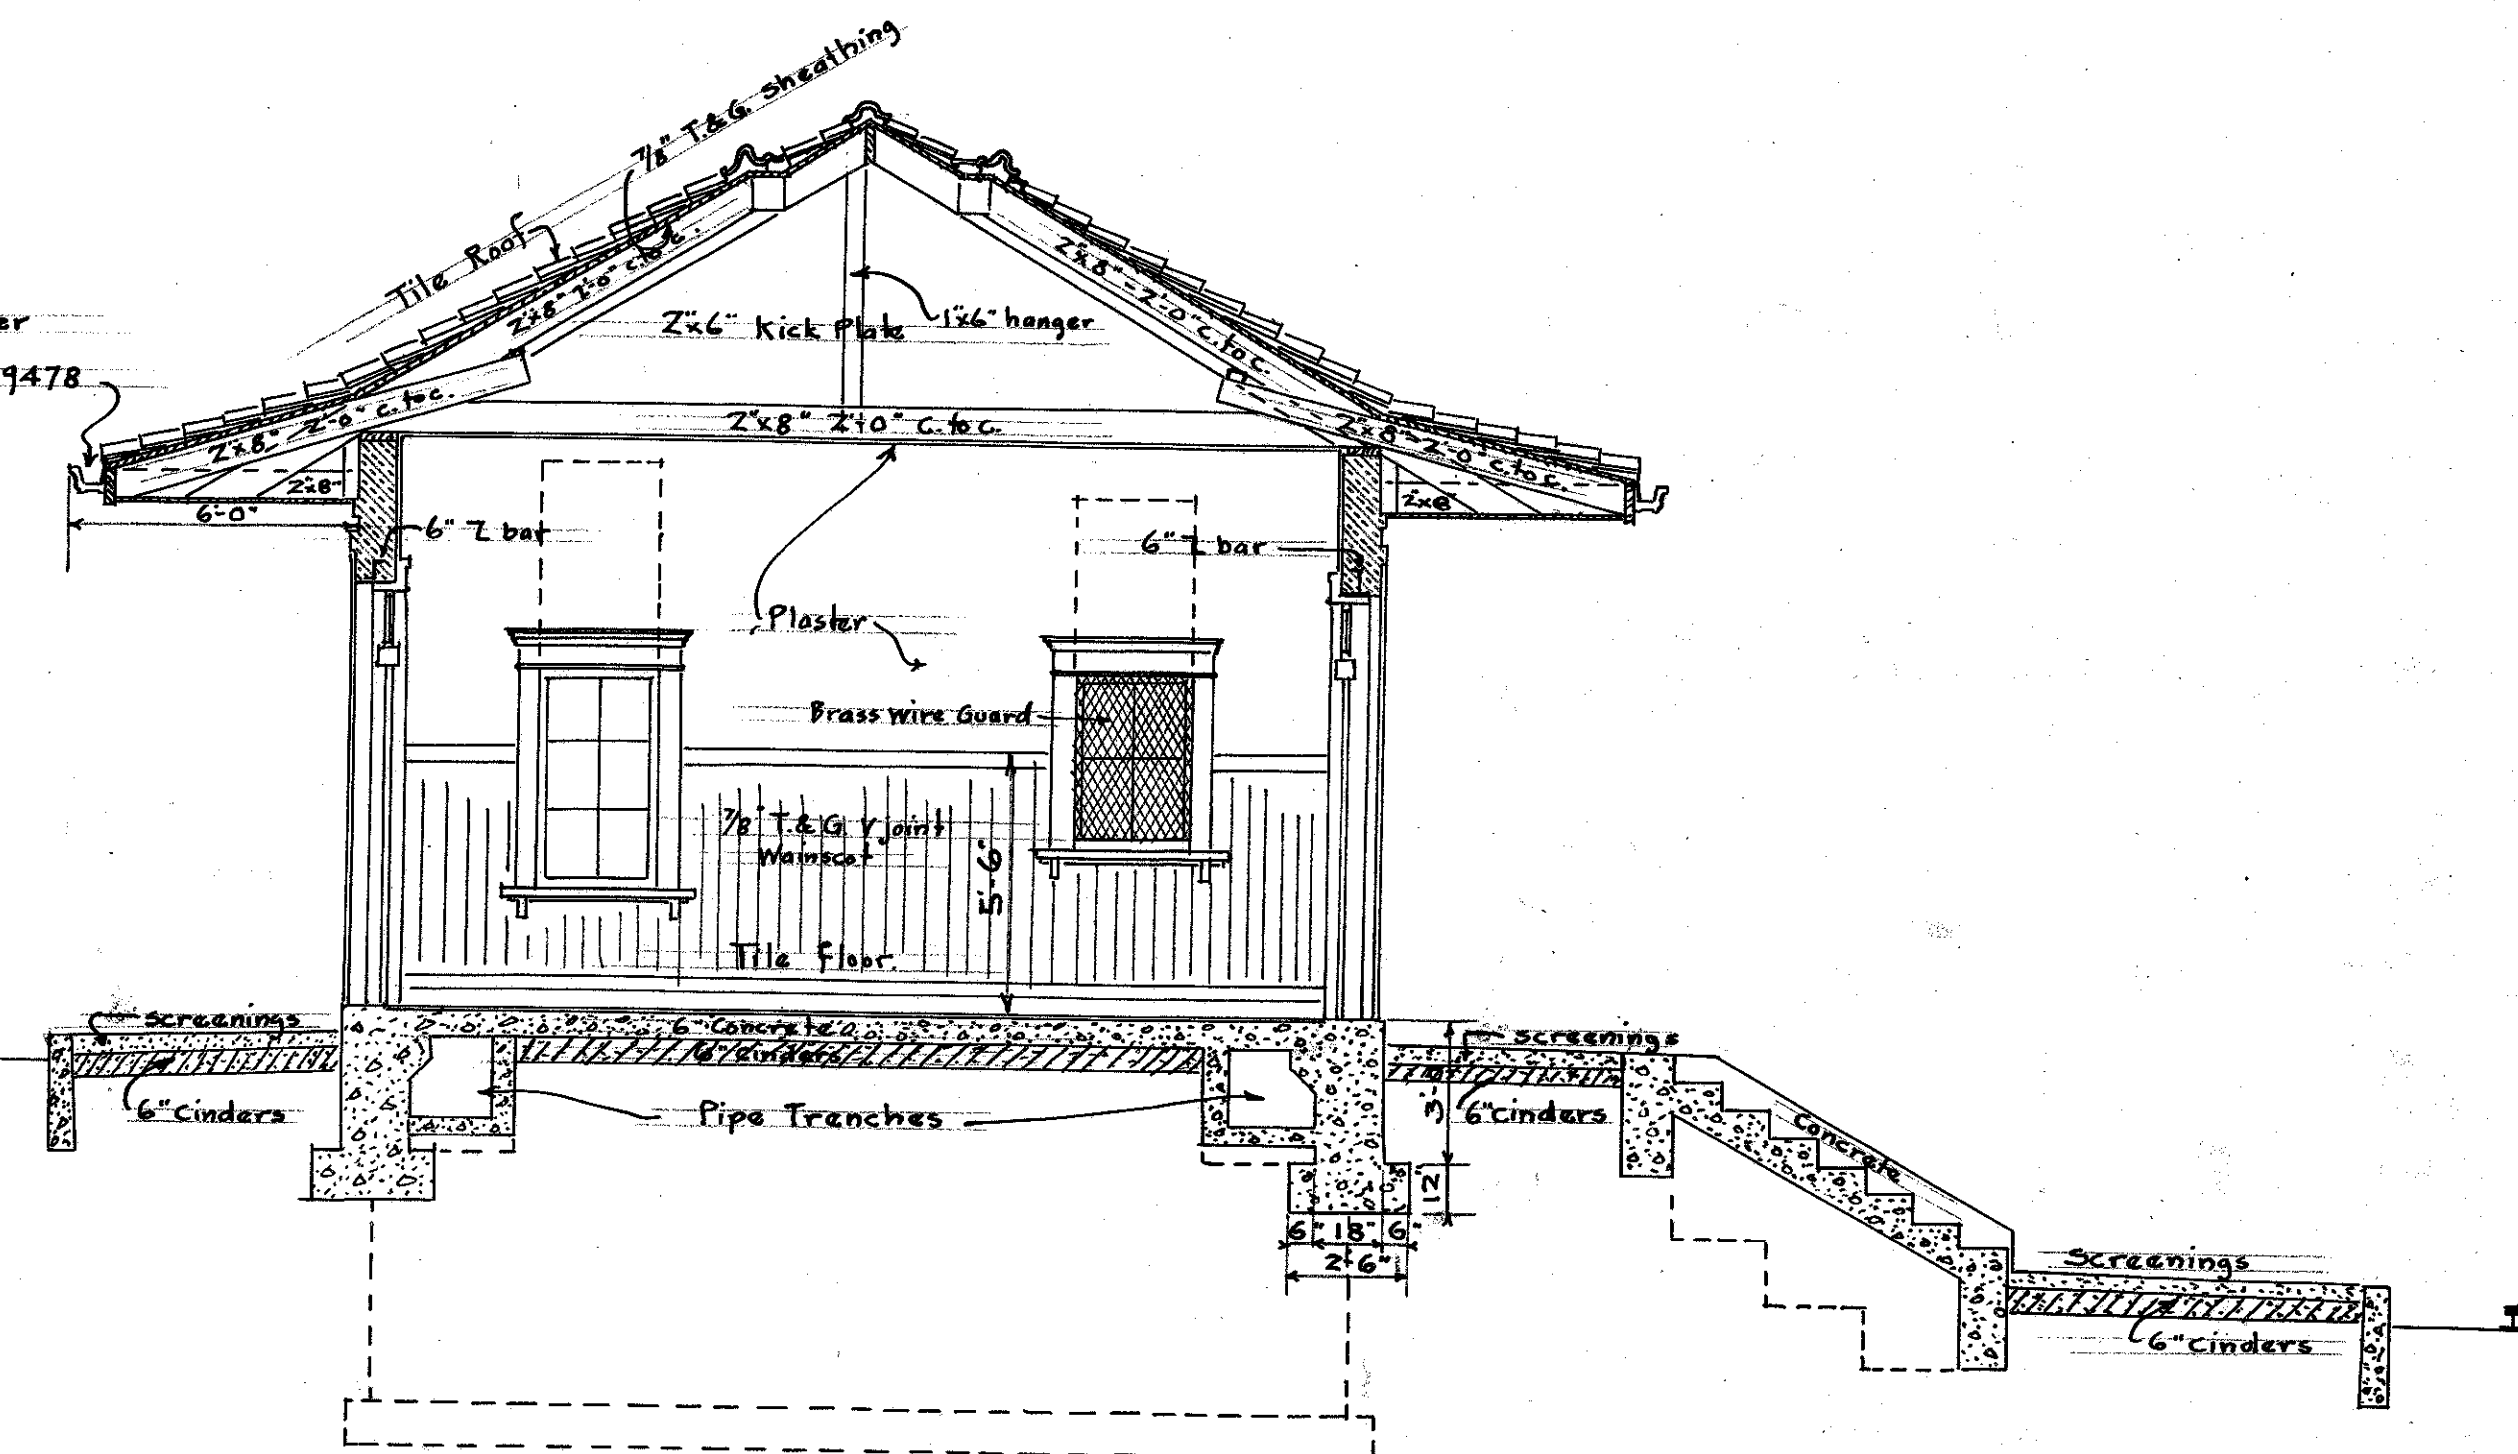 7/8" T.&G. sheathing
Tile Roof
er
9478
2"x8" 2'-0" c.to c.
2"x8" - 2'-0" c.to c.
2"x6" Kick Plate
1"x6" hanger
2"x8" 2'-0" c.to c.
2"x8" 2'-0" c.to c.
2"x8" - 2'-0" c.to c.
2"x8"
2"x8"
6'-0"
6" Z bar
6" Z bar
Plaster
Brass Wire Guard
7/8" T.&G. V joint
Wainscot
5'-6"
Tile Floor.
Screenings
6" Concrete
6" Cinders
Screenings
6" Cinders
Pipe Trenches
6" Cinders
Concrete
12"
6" 18" 6"
2'-6"
Screenings
6" Cinders